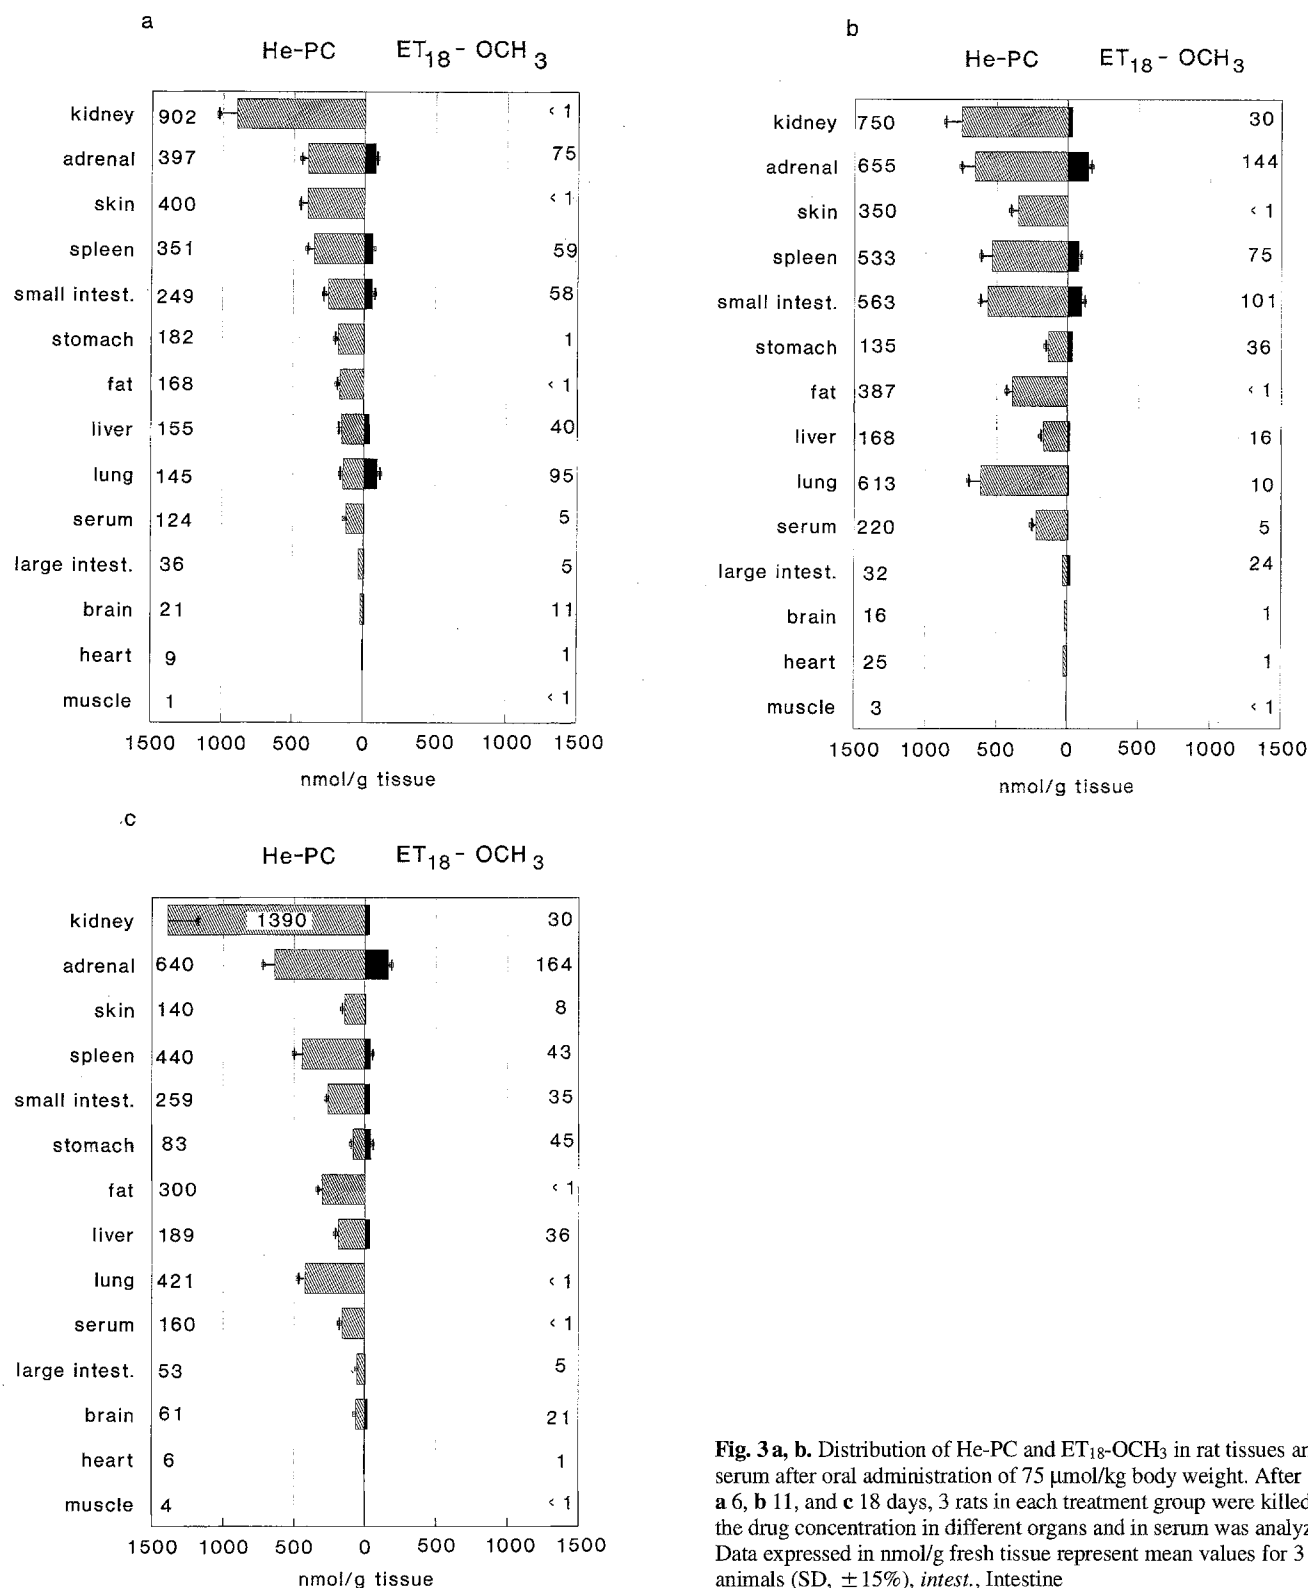 a
He-PC ET18- OCH3
kidney 902 < 1
adrenal 397 75
skin 400 < 1
spleen 351 59
small intest. 249 58
stomach 182 1
fat 168 < 1
liver 155 40
lung 145 95
serum 124 5
large intest. 36 5
brain 21 11
heart 9 1
muscle 1 < 1
1500 1000 500 0 500 1000 1500
nmol/g tissue
b
He-PC ET18- OCH3
kidney 750 30
adrenal 655 144
skin 350 < 1
spleen 533 75
small intest. 563 101
stomach 135 36
fat 387 < 1
liver 168 16
lung 613 10
serum 220 5
large intest. 32 24
brain 16 1
heart 25 1
muscle 3 < 1
1500 1000 500 0 500 1000 1500
nmol/g tissue
c
He-PC ET18- OCH3
kidney 1390 30
adrenal 640 164
skin 140 8
spleen 440 43
small intest. 259 35
stomach 83 45
fat 300 < 1
liver 189 36
lung 421 < 1
serum 160 < 1
large intest. 53 5
brain 61 21
heart 6 1
muscle 4 < 1
1500 1000 500 0 500 1000 1500
nmol/g tissue
Fig. 3 a, b. Distribution of He-PC and ET18-OCH3 in rat tissues
serum after oral administration of 75 µmol/kg body weight. After
a 6, b 11, and c 18 days, 3 rats in each treatment group were killed
the drug concentration in different organs and in serum was
Data expressed in nmol/g fresh tissue represent mean values for 3
animals (SD, ±15%), intest., Intestine